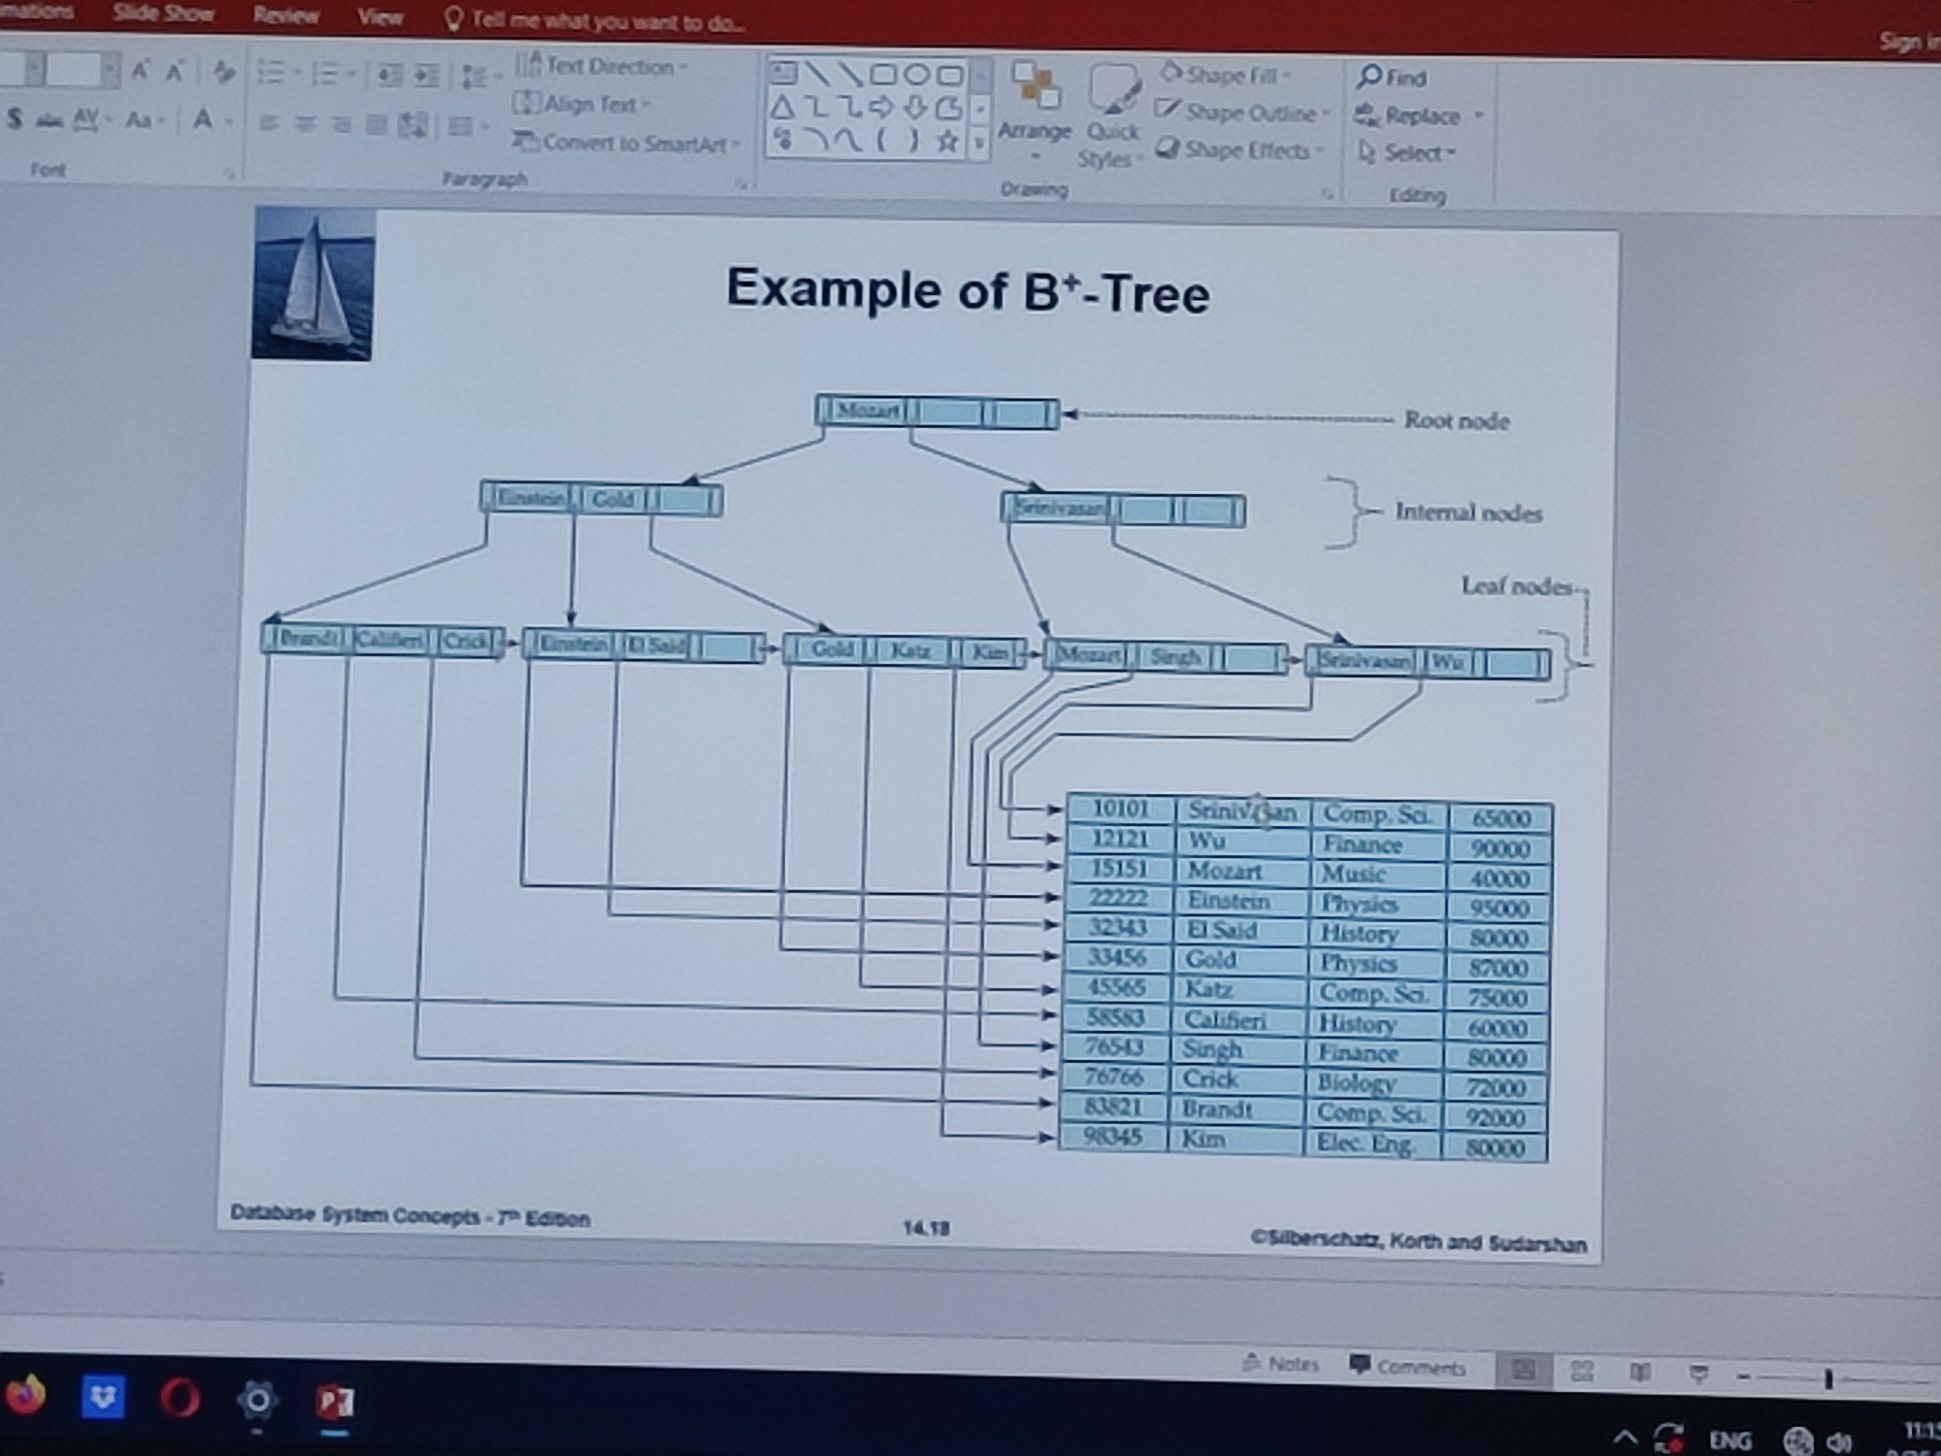 Slide Show Review View Tell me what you want to do...
Sign in
Text Direction
Align Text
Convert to SmartArt
Arrange
Quick Styles
Shape Fill
Shape Outline
Shape Effects
Find
Replace
Select
Font
Paragraph
Drawing
Editing
Example of B+-Tree
Mozart
Root node
Einstein Gold
Srinivasan
Internal nodes
Leaf nodes
Brandt Califieri Crick
Einstein El Said
Gold Katz Kim
Mozart Singh
Srinivasan Wu
10101 Srinivasan Comp. Sci. 65000
12121 Wu Finance 90000
15151 Mozart Music 40000
22222 Einstein Physics 95000
32343 El Said History 80000
33456 Gold Physics 87000
45565 Katz Comp. Sci. 75000
58583 Califieri History 60000
76543 Singh Finance 80000
76766 Crick Biology 72000
83821 Brandt Comp. Sci. 92000
98345 Kim Elec. Eng. 80000
Database System Concepts - 7th Edition
14.18
©Silberschatz, Korth and Sudarshan
Notes Comments
ENG